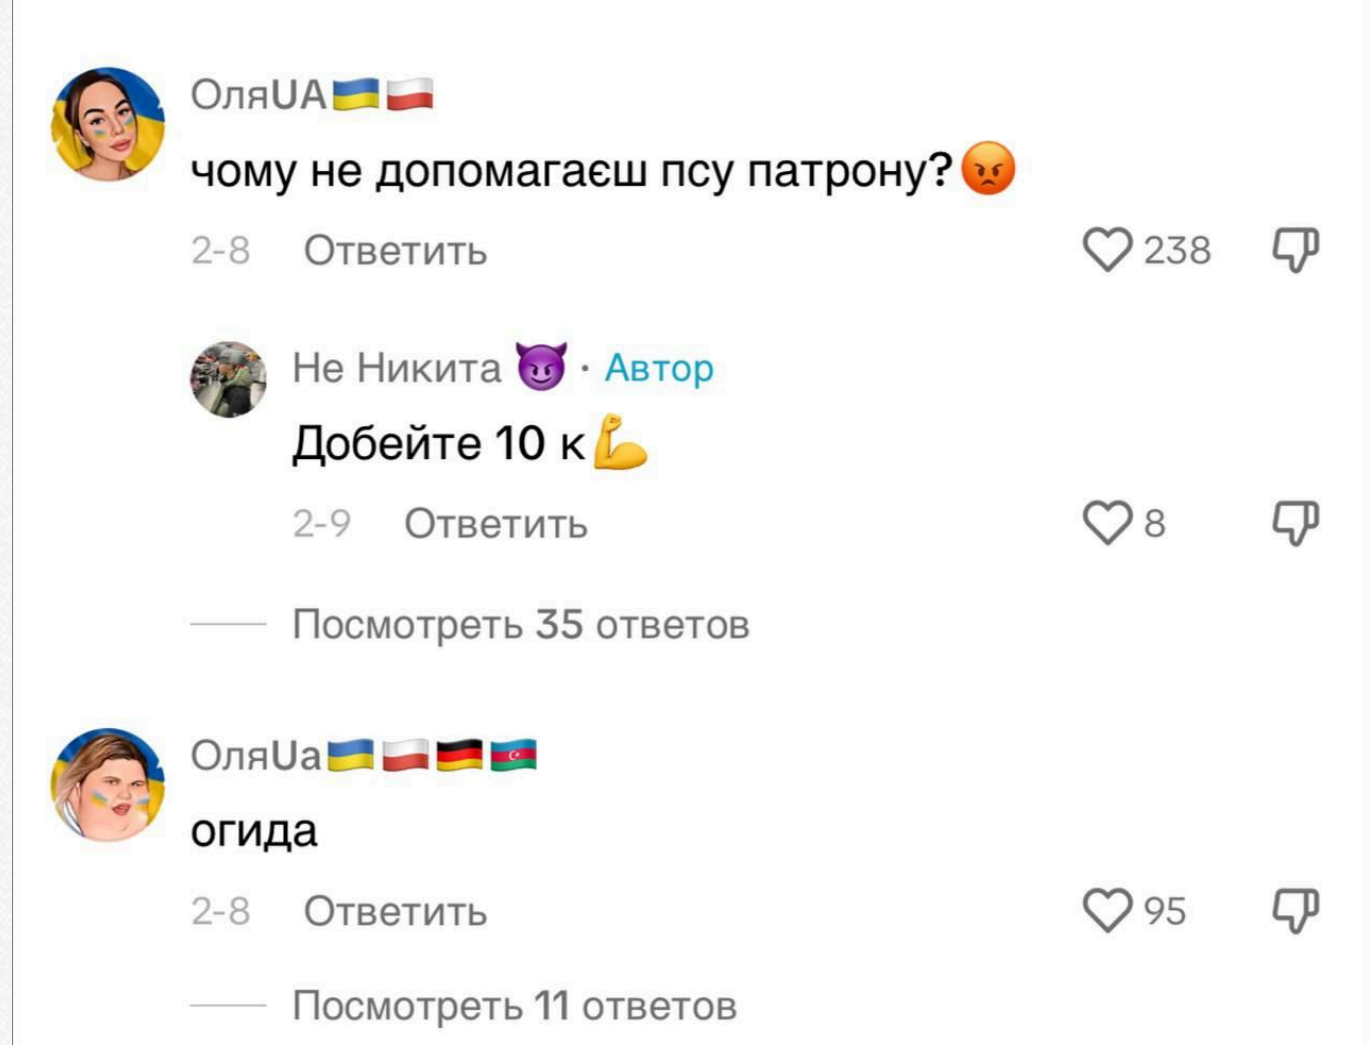 ОляUA🇺🇦🇵🇱
чому не допомагаєш псу патрону?😡
2-8 Ответить 238
Не Никита 😈 · Автор
Добейте 10 к💪
2-9 Ответить 8
Посмотреть 35 ответов
ОляUa🇺🇦🇵🇱🇩🇪🇦🇿
огида
2-8 Ответить 95
Посмотреть 11 ответов